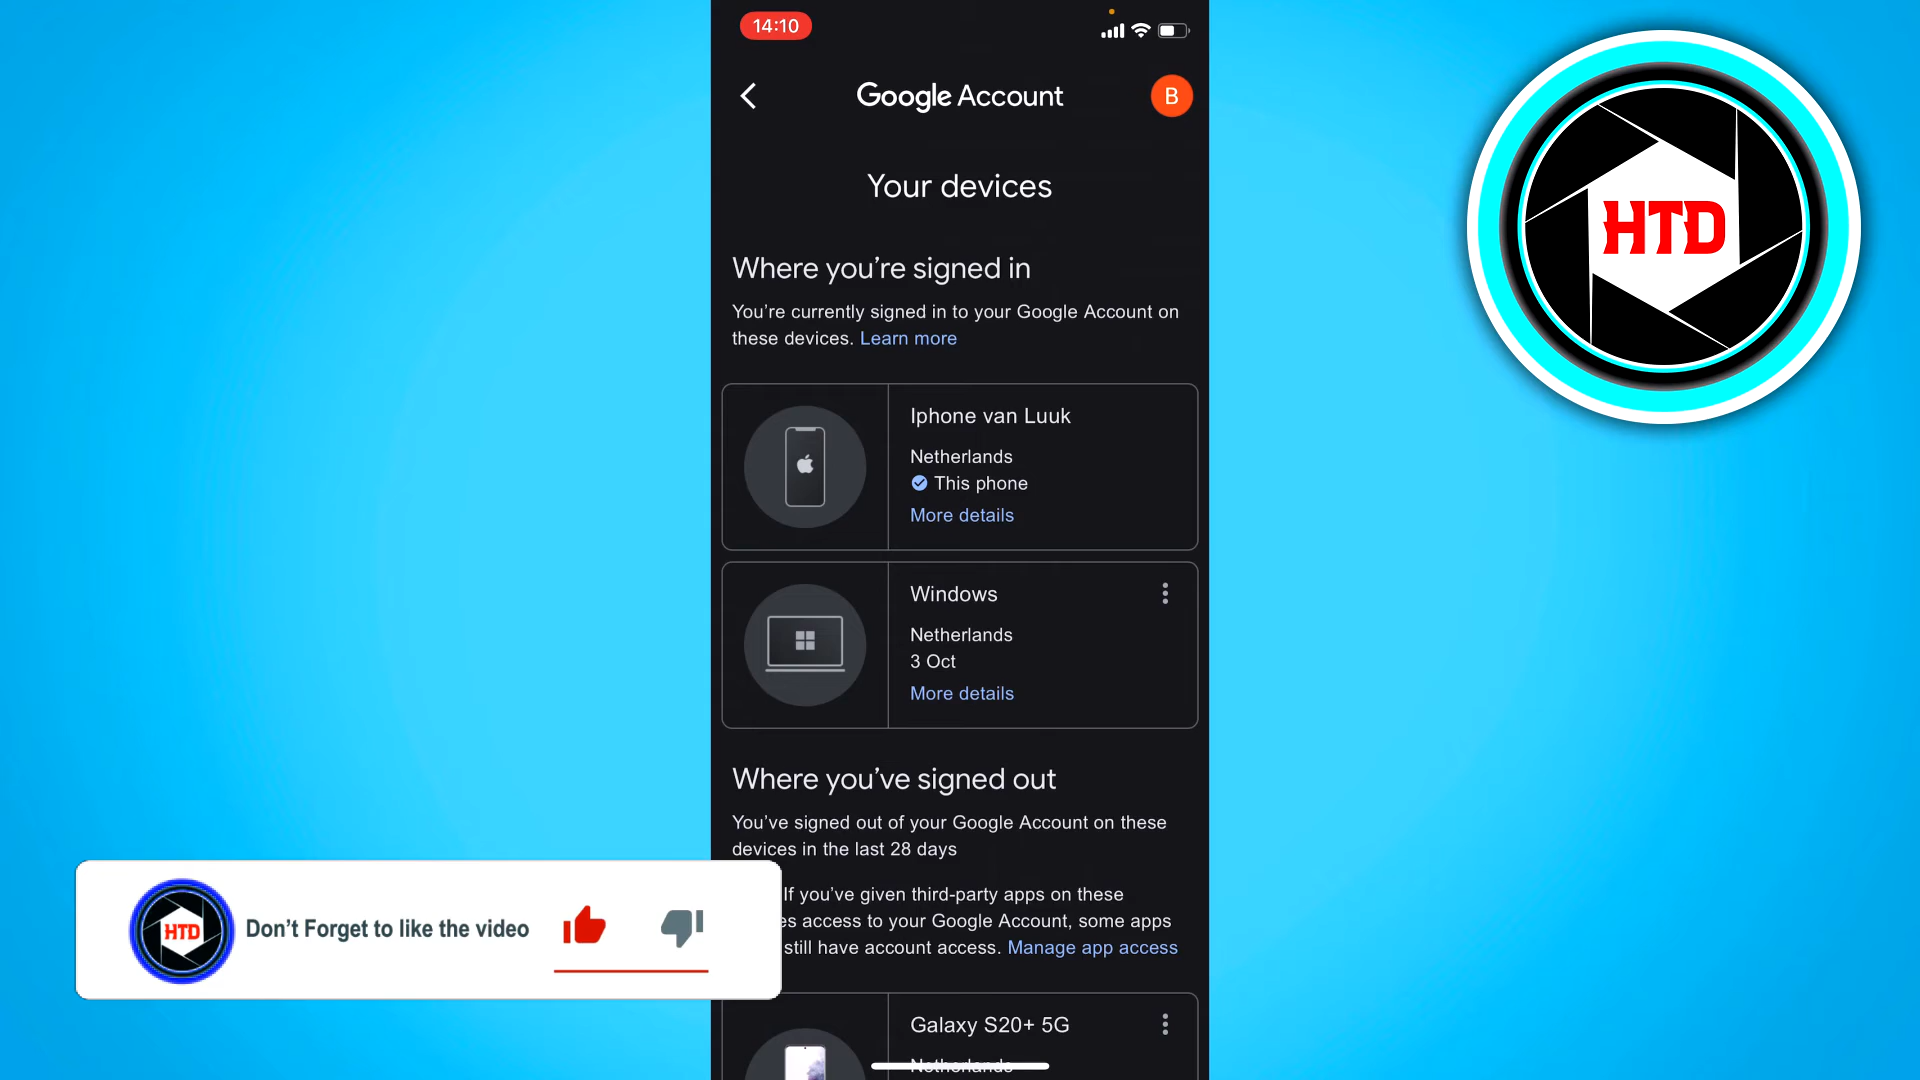 14:10
Google Account
B
Your devices
Where you're signed in
You're currently signed in to your Google Account on
these devices. Learn more
Iphone van Luuk
Netherlands
This phone
More details
Windows
Netherlands
3 Oct
More details
Where you've signed out
You've signed out of your Google Account on these
devices in the last 28 days
If you've given third-party apps on these
access to your Google Account, some apps
still have account access. Manage app access
Galaxy S20+ 5G
Netherlands
HTD
HTD
Don't Forget to like the video